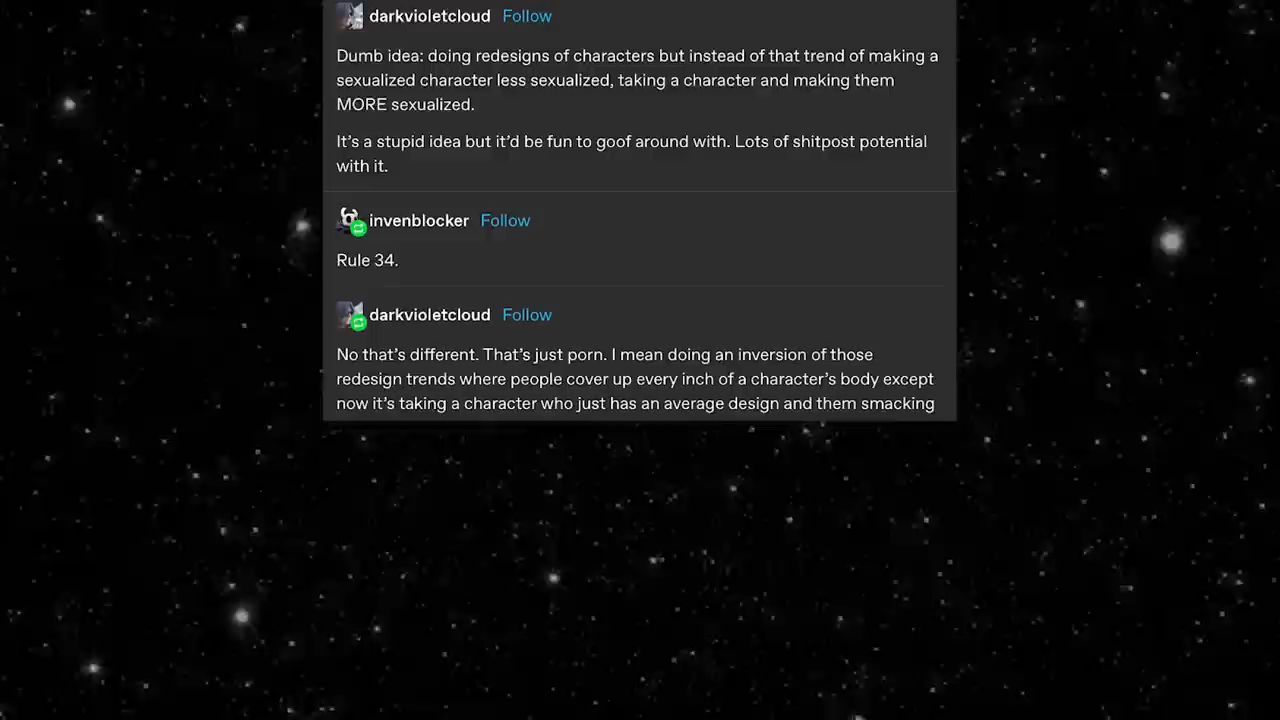 darkvioletcloud Follow
Dumb idea: doing redesigns of characters but instead of that trend of making a
sexualized character less sexualized, taking a character and making them
MORE sexualized.
It's a stupid idea but it'd be fun to goof around with. Lots of shitpost potential
with it.
invenblocker Follow
Rule 34.
darkvioletcloud Follow
No that's different. That's just porn. I mean doing an inversion of those
redesign trends where people cover up every inch of a character's body except
now it's taking a character who just has an average design and them smacking